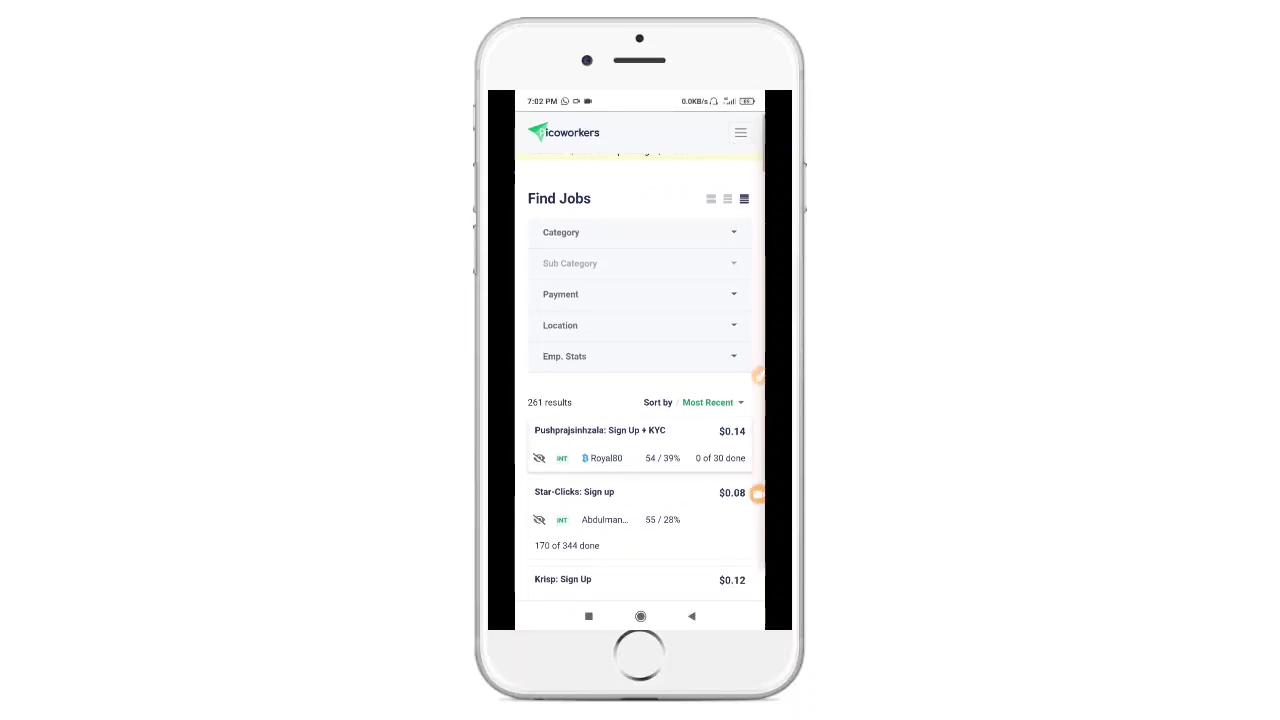 7:02 PM 0.0KB/s
icoworkers
Find Jobs
Category
Sub Category
Payment
Location
Emp. Stats
261 results Sort by / Most Recent
Pushprajsinhzala: Sign Up + KYC $0.14
INT Royal80 54 / 39% 0 of 30 done
Star-Clicks: Sign up $0.08
INT Abdulman... 55 / 28%
170 of 344 done
Krisp: Sign Up $0.12